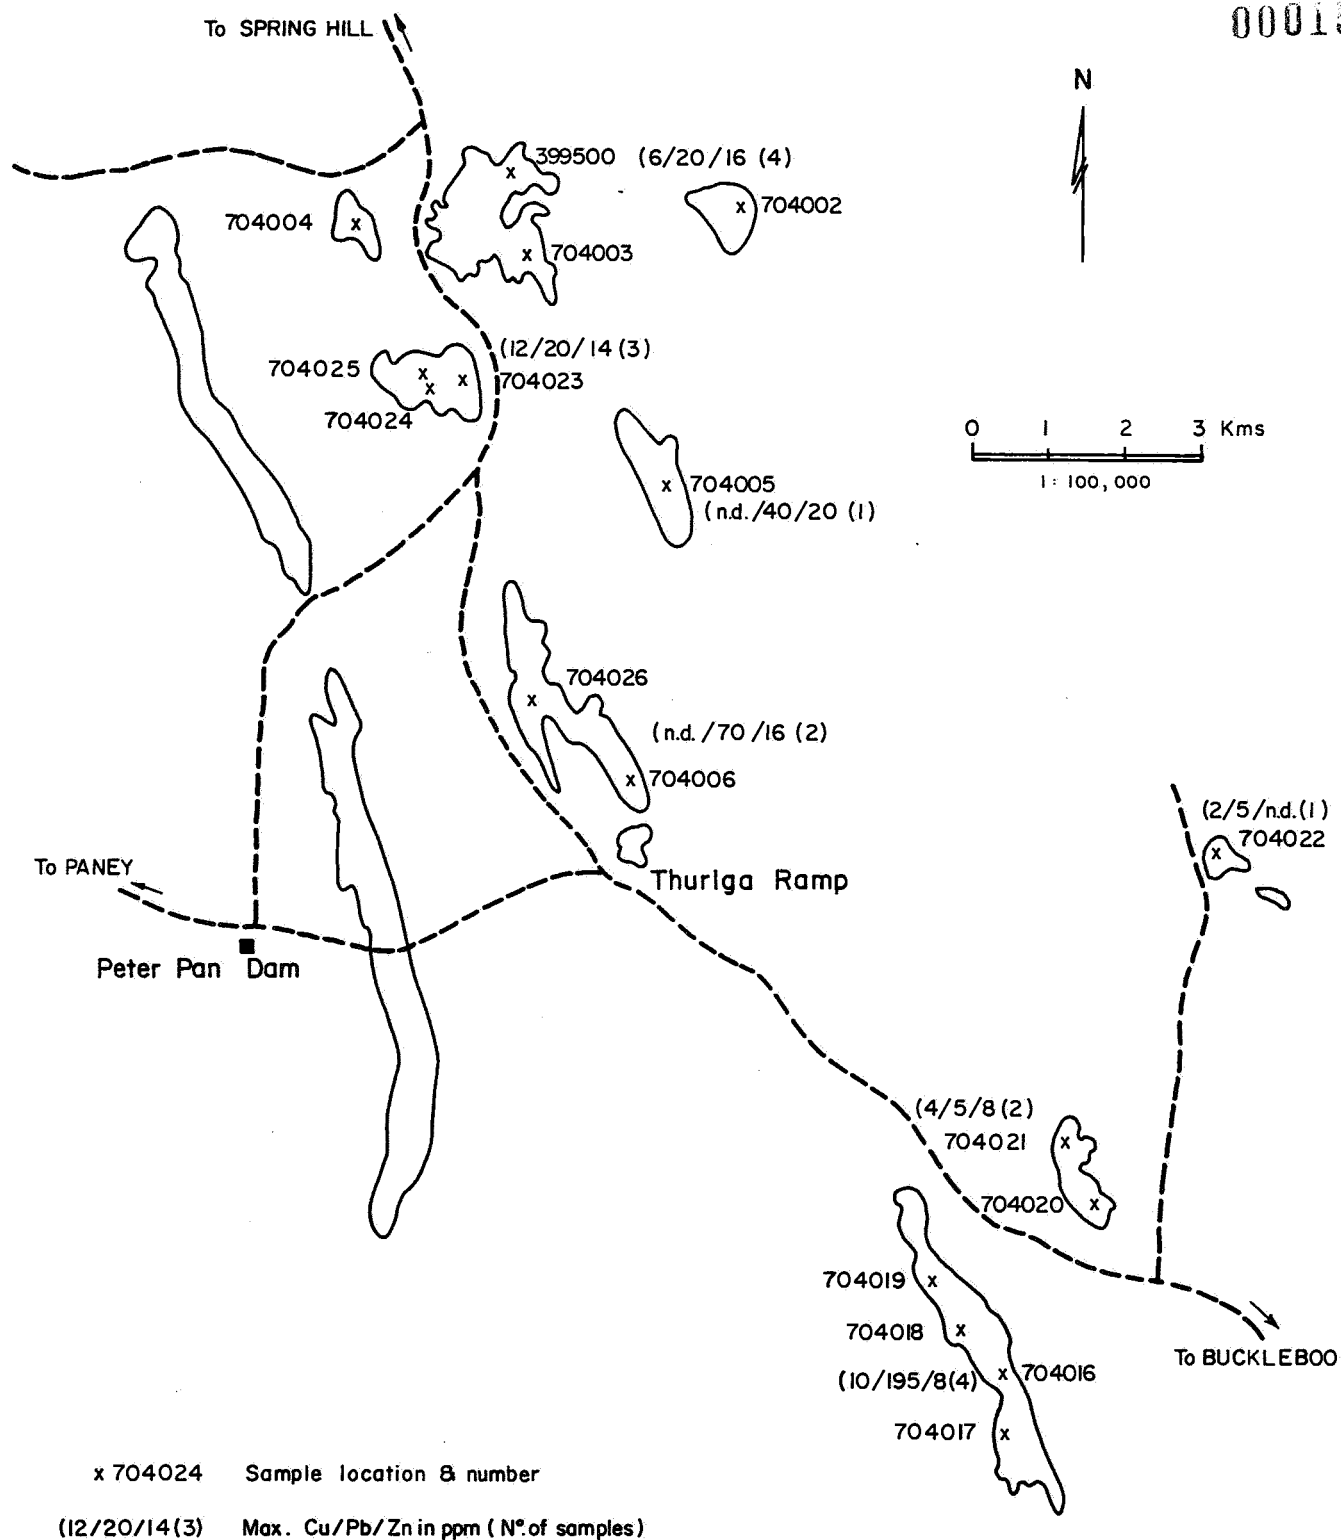 To SPRING HILL
N
399500 (6/20/16 (4)
704002
704004
704003
(12/20/14 (3)
704025
704023
704024
0 1 2 3 Kms
1:100,000
704005
(n.d./40/20 (1)
704026
(n.d./70/16 (2)
704006
(2/5/n.d.(1)
704022
To PANEY
Thurlga Ramp
Peter Pan Dam
(4/5/8(2)
704021
704020
704019
704018
To BUCKLEBOO
704016
(10/195/8(4)
704017
x 704024 Sample location & number
(12/20/14(3) Max. Cu/Pb/Zn in ppm (Nº. of samples)